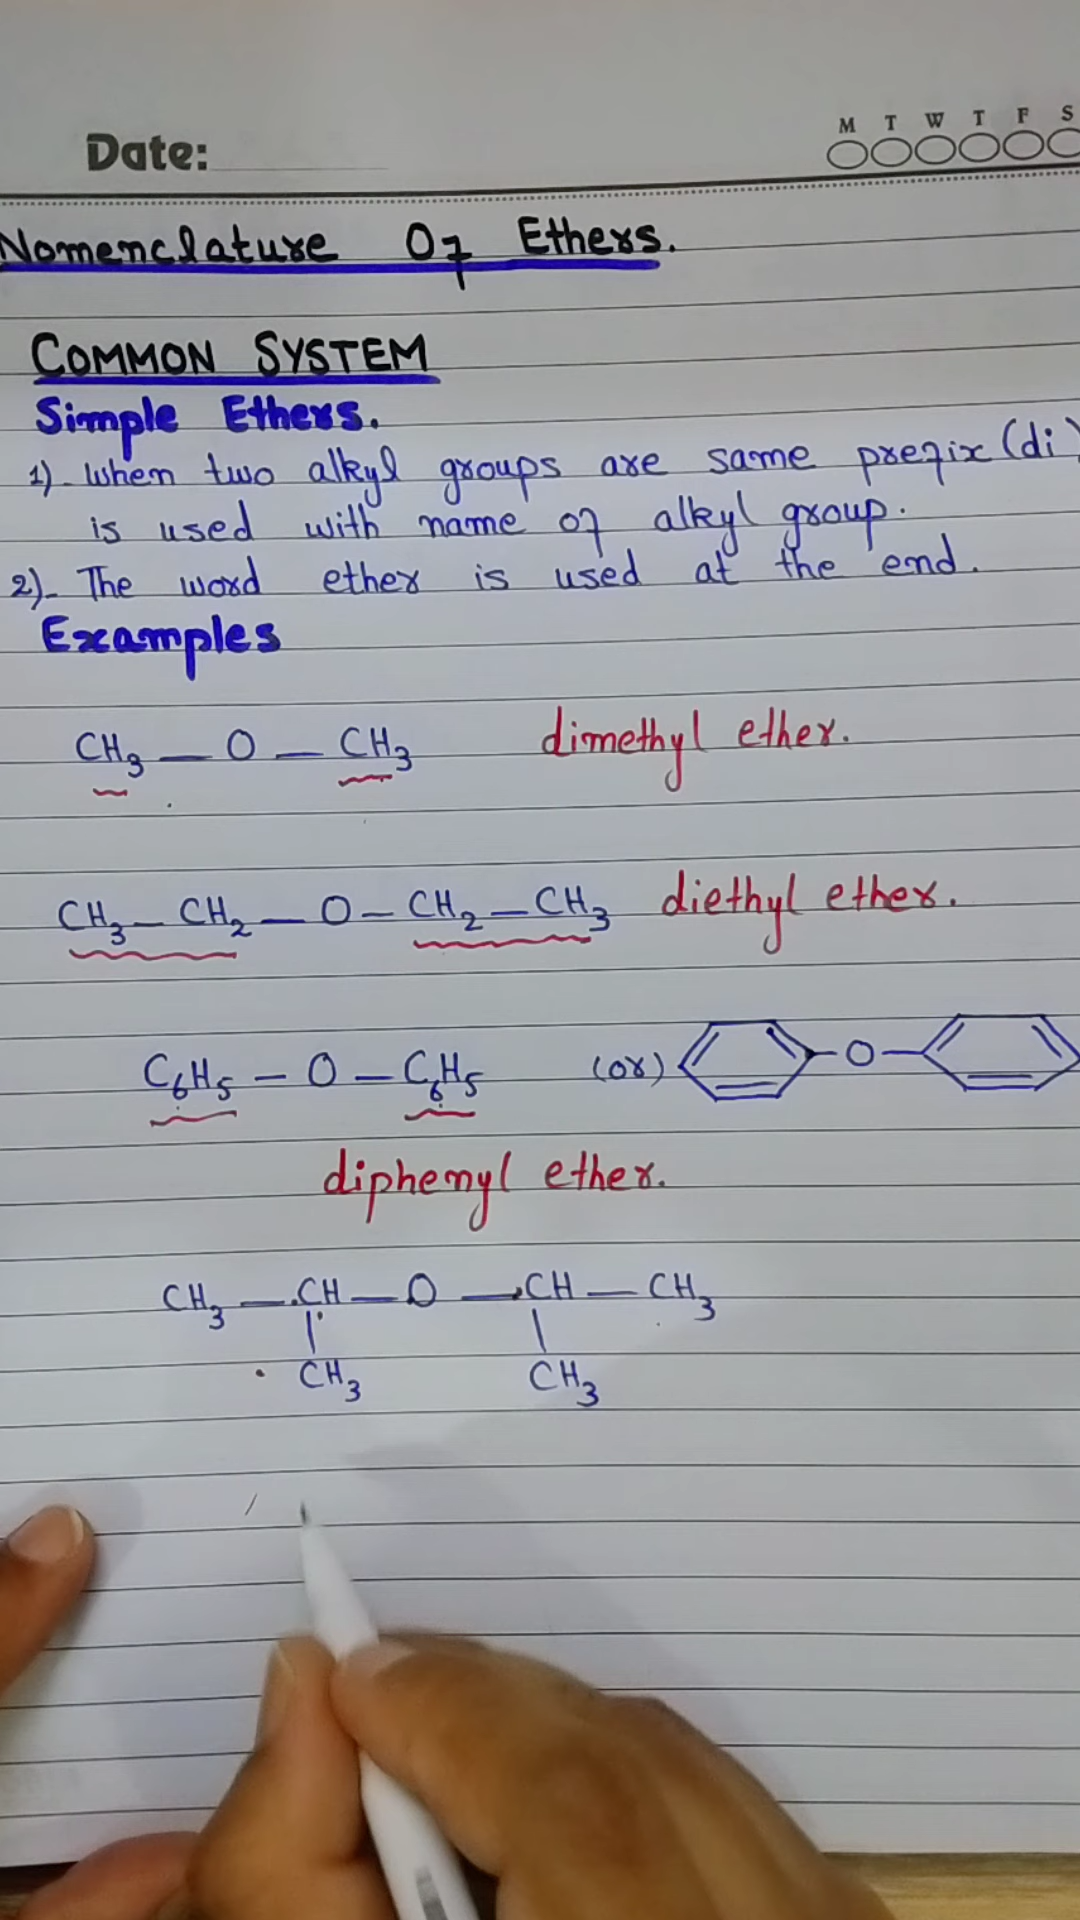 M T W T F S
Date:
Nomenclature Of Ethers.
COMMON SYSTEM
Simple Ethers.
1)- When two alkyl groups are same prefix (di)
is used with name of alkyl group.
2)- The word ether is used at the end.
Examples
CH₃ — O — CH₃ dimethyl ether.
CH₃ — CH₂ — O — CH₂ — CH₃ diethyl ether.
C₆H₅ — O — C₆H₅ (or) — O —
diphenyl ether.
CH₃ — CH — O — CH — CH₃
CH₃ CH₃